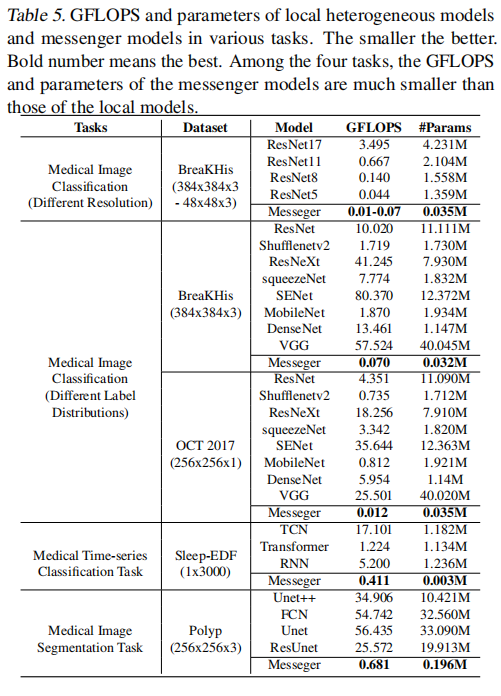 Table 5. GFLOPS and parameters of local heterogeneous models
and messenger models in various tasks. The smaller the better.
Bold number means the best. Among the four tasks, the GFLOPS
and parameters of the messenger models are much smaller than
those of the local models.
Tasks Dataset Model GFLOPS #Params
Medical Image Classification (Different Resolution) BreaKHis (384x384x3 - 48x48x3) ResNet17 3.495 4.231M
ResNet11 0.667 2.104M
ResNet8 0.140 1.558M
ResNet5 0.044 1.359M
Messeger 0.01-0.07 0.035M
Medical Image Classification (Different Label Distributions) BreaKHis (384x384x3) ResNet 10.020 11.111M
Shufflenetv2 1.719 1.730M
ResNeXt 41.245 7.930M
squeezeNet 7.774 1.832M
SENet 80.370 12.372M
MobileNet 1.870 1.934M
DenseNet 13.461 1.147M
VGG 57.524 40.045M
Messeger 0.070 0.032M
OCT 2017 (256x256x1) ResNet 4.351 11.090M
Shufflenetv2 0.735 1.712M
ResNeXt 18.256 7.910M
squeezeNet 3.342 1.820M
SENet 35.644 12.363M
MobileNet 0.812 1.921M
DenseNet 5.954 1.14M
VGG 25.501 40.020M
Messeger 0.012 0.035M
Medical Time-series Classification Task Sleep-EDF (1x3000) TCN 17.101 1.182M
Transformer 1.224 1.134M
RNN 5.200 1.236M
Messeger 0.411 0.003M
Medical Image Segmentation Task Polyp (256x256x3) Unet++ 34.906 10.421M
FCN 54.742 32.560M
Unet 56.435 33.090M
ResUnet 25.572 19.913M
Messeger 0.681 0.196M